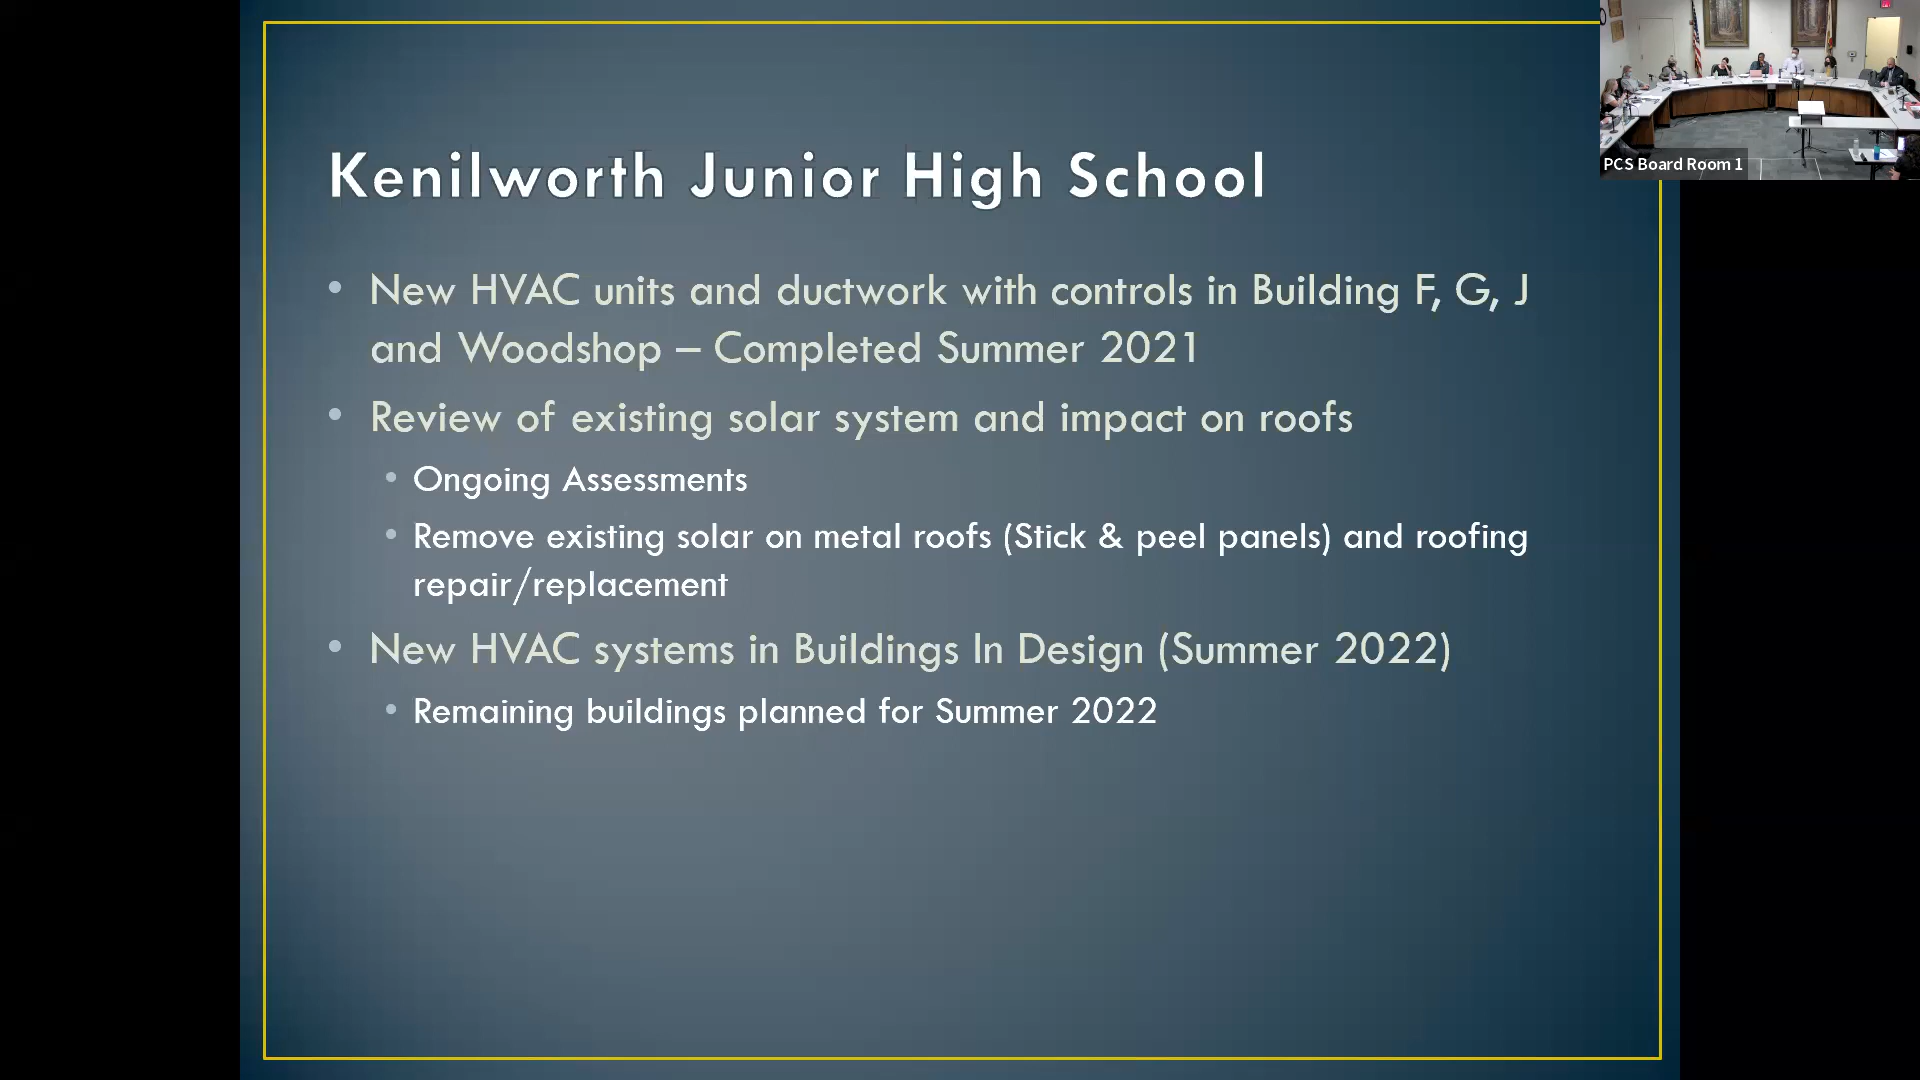 Kenilworth Junior High School
• New HVAC units and ductwork with controls in Building F, G, J
and Woodshop – Completed Summer 2021
• Review of existing solar system and impact on roofs
• Ongoing Assessments
• Remove existing solar on metal roofs (Stick & peel panels) and roofing
repair/replacement
• New HVAC systems in Buildings In Design (Summer 2022)
• Remaining buildings planned for Summer 2022
PCS Board Room 1